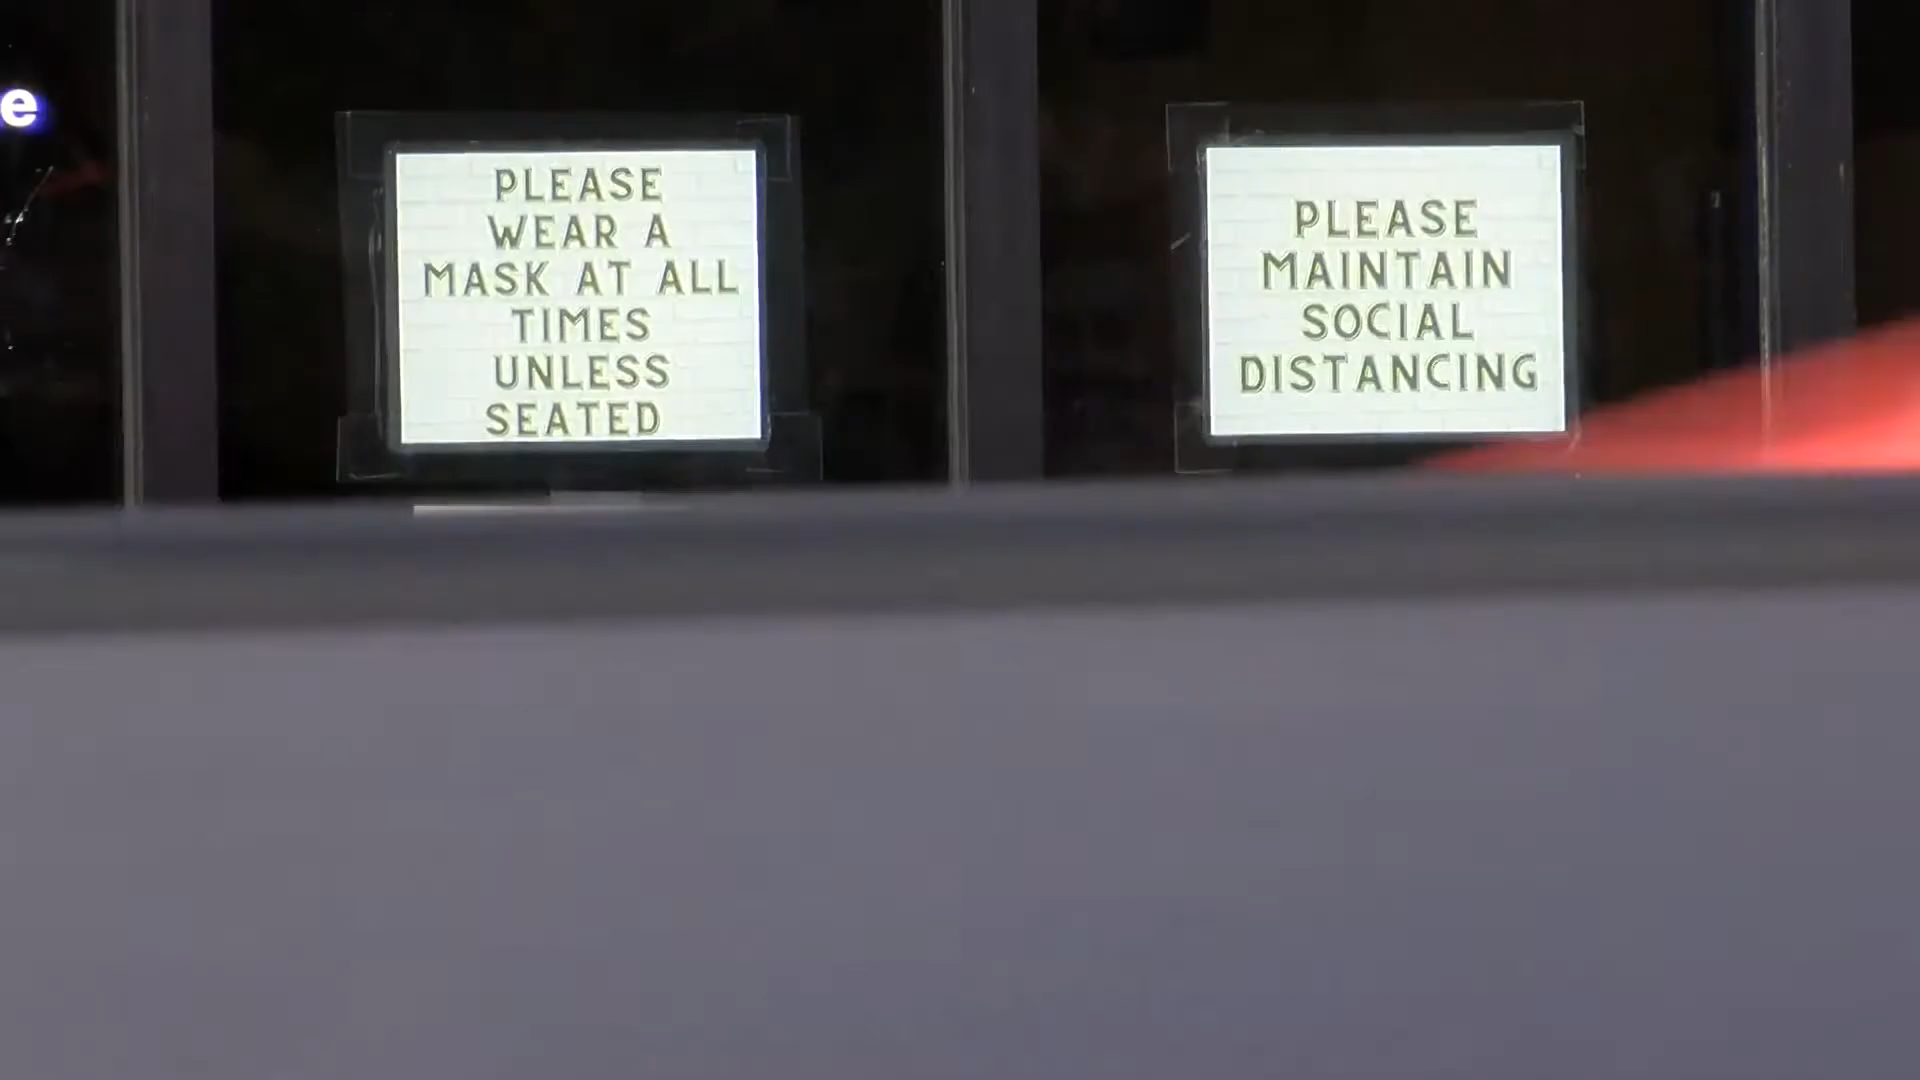 e
PLEASE
WEAR A
MASK AT ALL
TIMES
UNLESS
SEATED
PLEASE
MAINTAIN
SOCIAL
DISTANCING